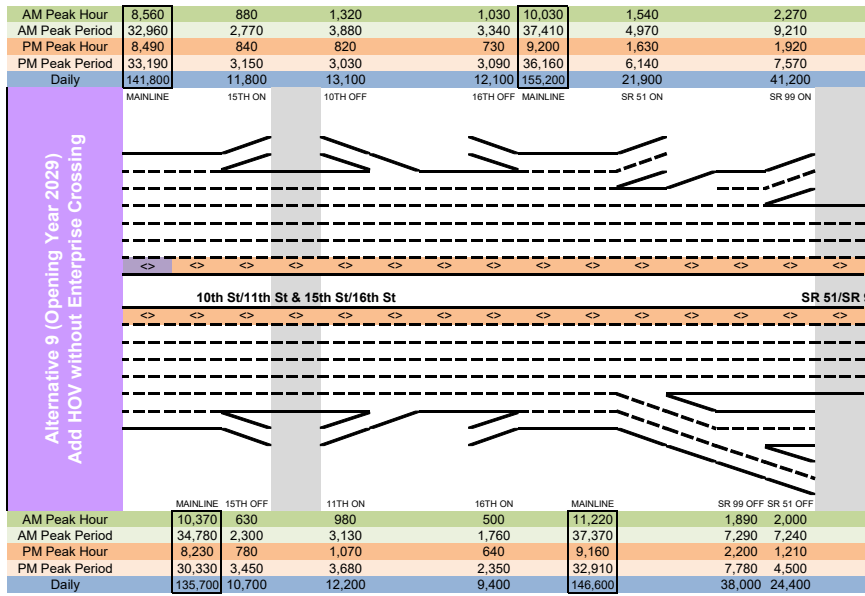 AM Peak Hour 8,560 880 1,320 1,030 10,030 1,540 2,270
AM Peak Period 32,960 2,770 3,880 3,340 37,410 4,970 9,210
PM Peak Hour 8,490 840 820 730 9,200 1,630 1,920
PM Peak Period 33,190 3,150 3,030 3,090 36,160 6,140 7,570
Daily 141,800 11,800 13,100 12,100 155,200 21,900 41,200
MAINLINE 15TH ON 10TH OFF 16TH OFF MAINLINE SR 51 ON SR 99 ON
Alternative 9 (Opening Year 2029)
Add HOV without Enterprise Crossing
<> <> <> <> <> <> <> <> <> <> <> <> <> <> <>
10th St/11th St & 15th St/16th St SR 51/SR
<> <> <> <> <> <> <> <> <> <> <> <> <> <> <>
MAINLINE 15TH OFF 11TH ON 16TH ON MAINLINE SR 99 OFF SR 51 OFF
AM Peak Hour 10,370 630 980 500 11,220 1,890 2,000
AM Peak Period 34,780 2,300 3,130 1,760 37,370 7,290 7,240
PM Peak Hour 8,230 780 1,070 640 9,160 2,200 1,210
PM Peak Period 30,330 3,450 3,680 2,350 32,910 7,780 4,500
Daily 135,700 10,700 12,200 9,400 146,600 38,000 24,400